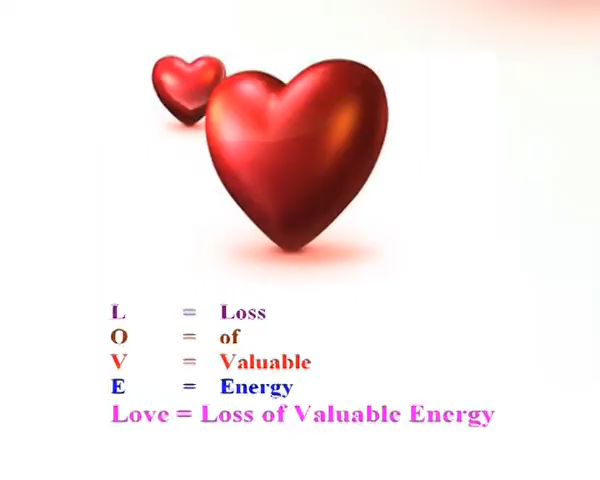 L = Loss
O = of
V = Valuable
E = Energy
Love = Loss of Valuable Energy